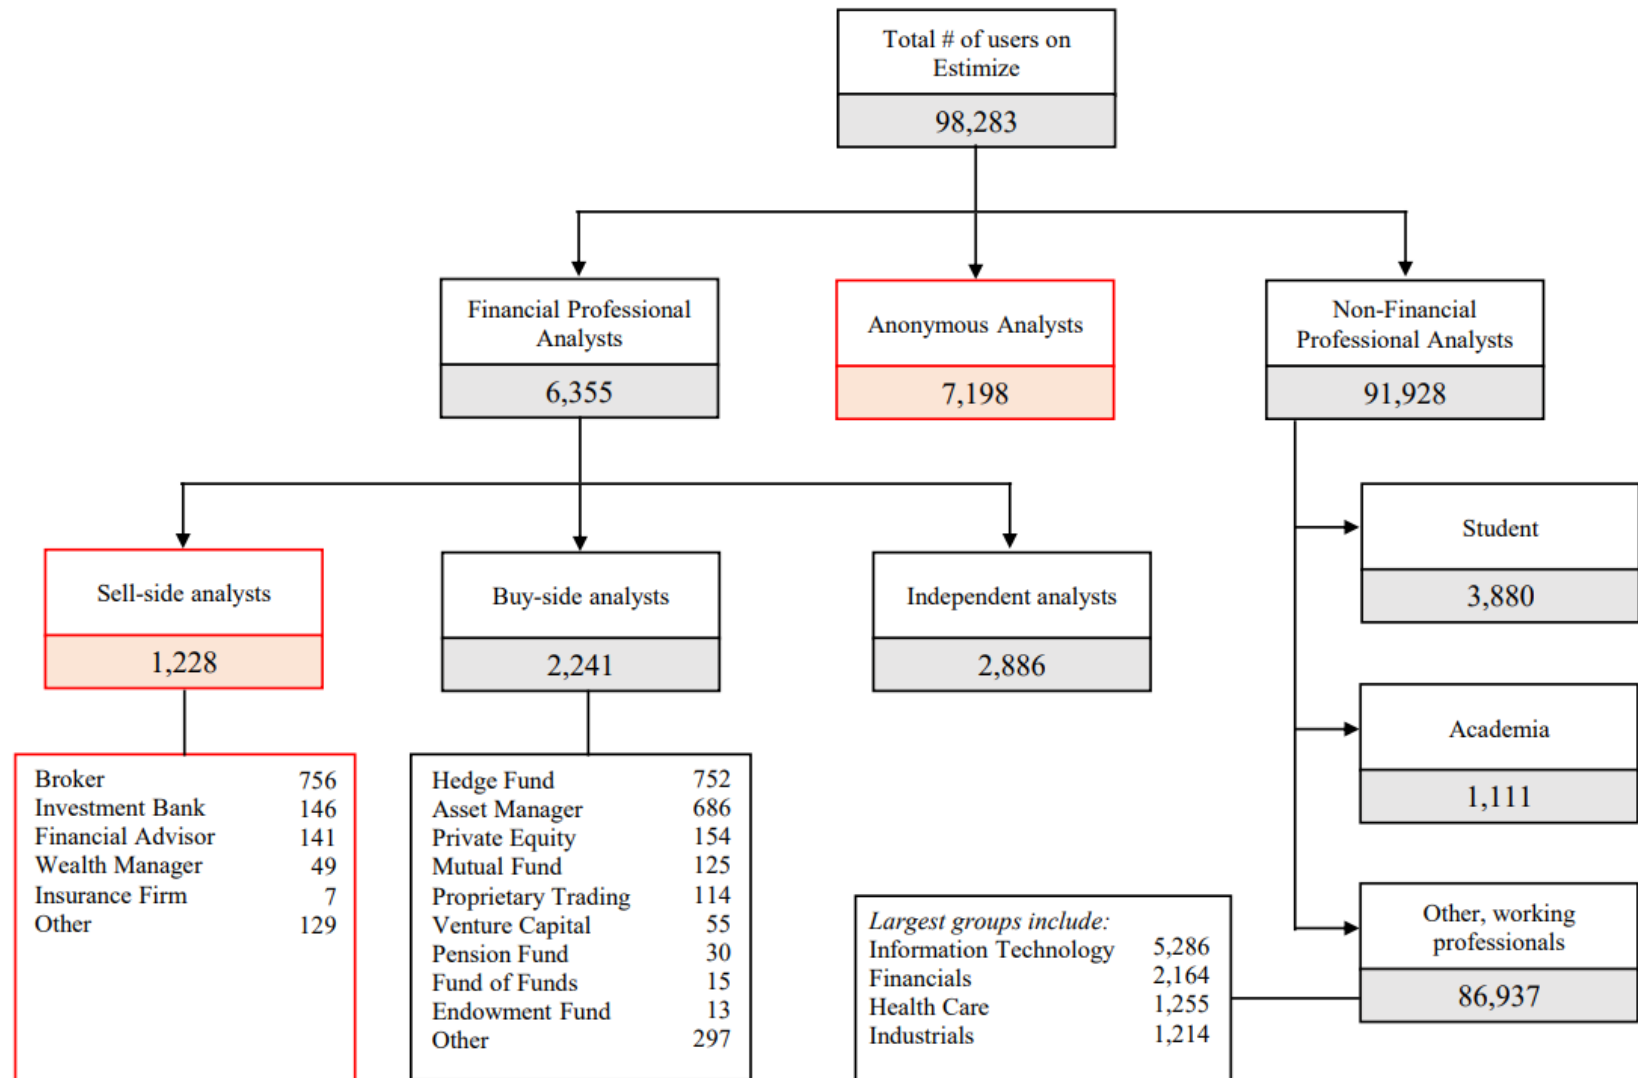 Total # of users on
Estimize
98,283
Financial Professional
Analysts
6,355
Anonymous Analysts
7,198
Non-Financial
Professional Analysts
91,928
Sell-side analysts
1,228
Buy-side analysts
2,241
Independent analysts
2,886
Student
3,880
Academia
1,111
Other, working
professionals
86,937
Broker 756
Investment Bank 146
Financial Advisor 141
Wealth Manager 49
Insurance Firm 7
Other 129
Hedge Fund 752
Asset Manager 686
Private Equity 154
Mutual Fund 125
Proprietary Trading 114
Venture Capital 55
Pension Fund 30
Fund of Funds 15
Endowment Fund 13
Other 297
Largest groups include:
Information Technology 5,286
Financials 2,164
Health Care 1,255
Industrials 1,214